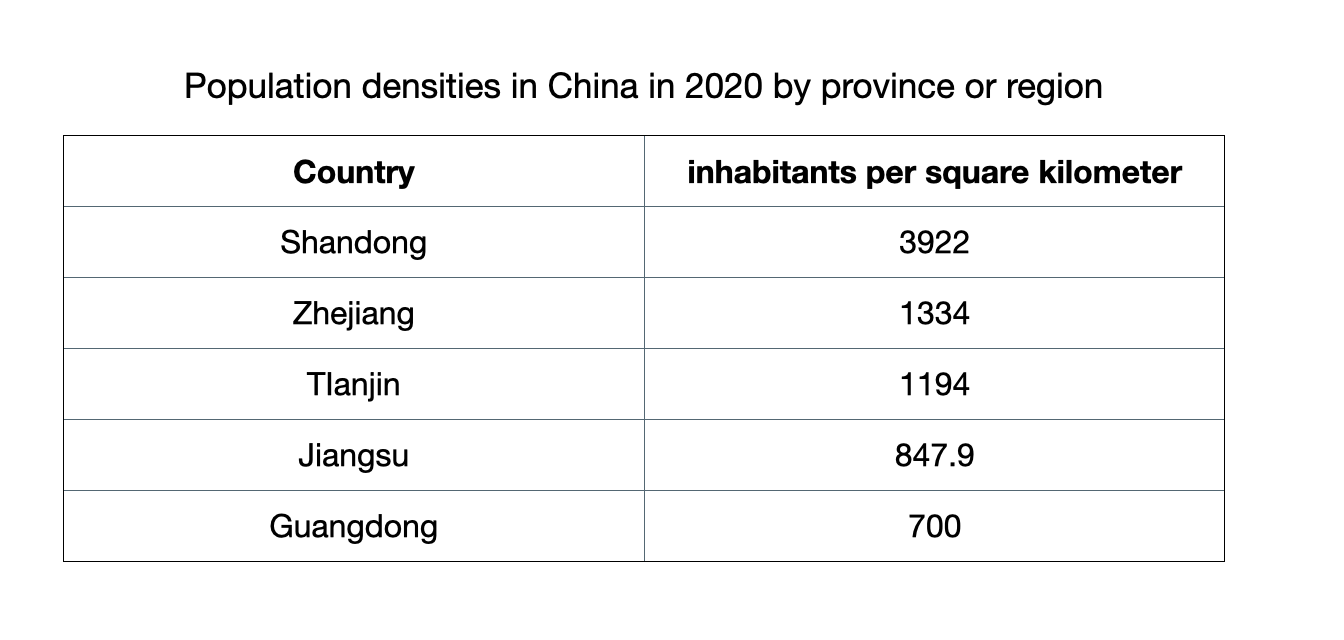 Population densities in China in 2020 by province or region
Country inhabitants per square kilometer
Shandong 3922
Zhejiang 1334
Tlanjin 1194
Jiangsu 847.9
Guangdong 700